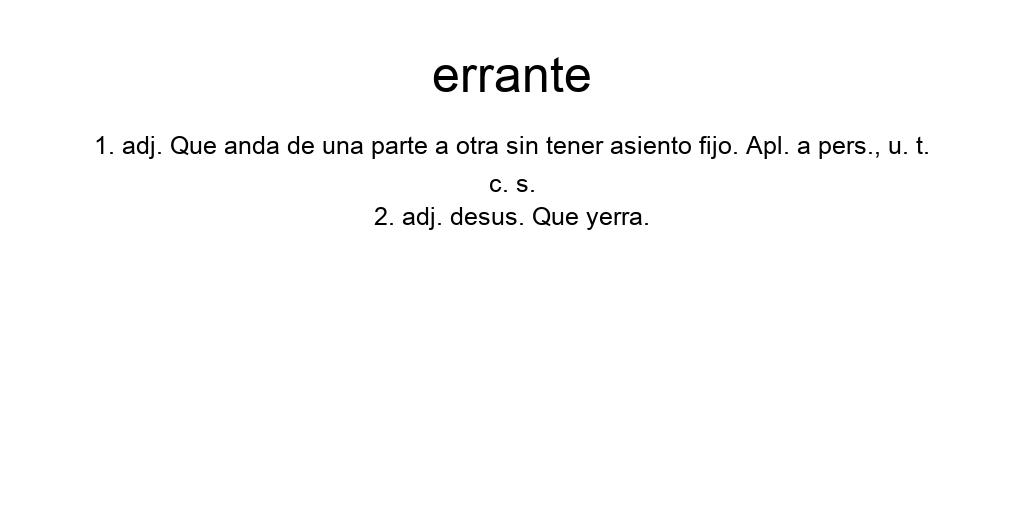 errante
1. adj. Que anda de una parte a otra sin tener asiento fijo. Apl. a pers., u. t.
c. s.
2. adj. desus. Que yerra.